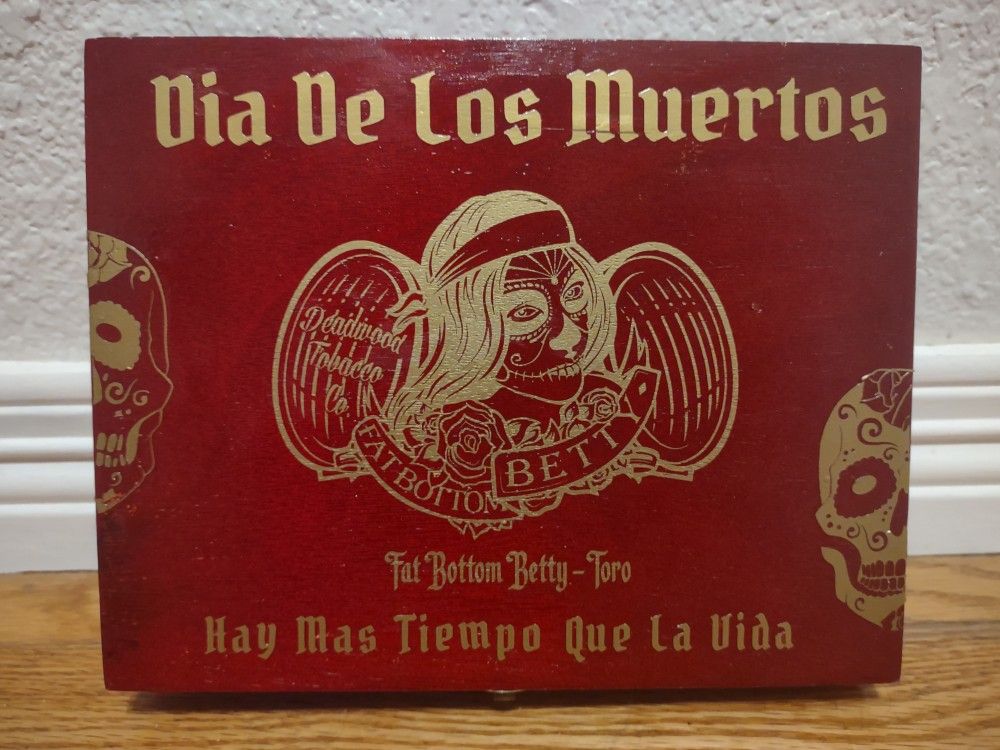 Dia De Los Muertos
Deadwood
Tobacco
Co.
FAT BOTTOM
BET
Fat Bottom Betty - Toro
Hay Mas Tiempo Que La Vida